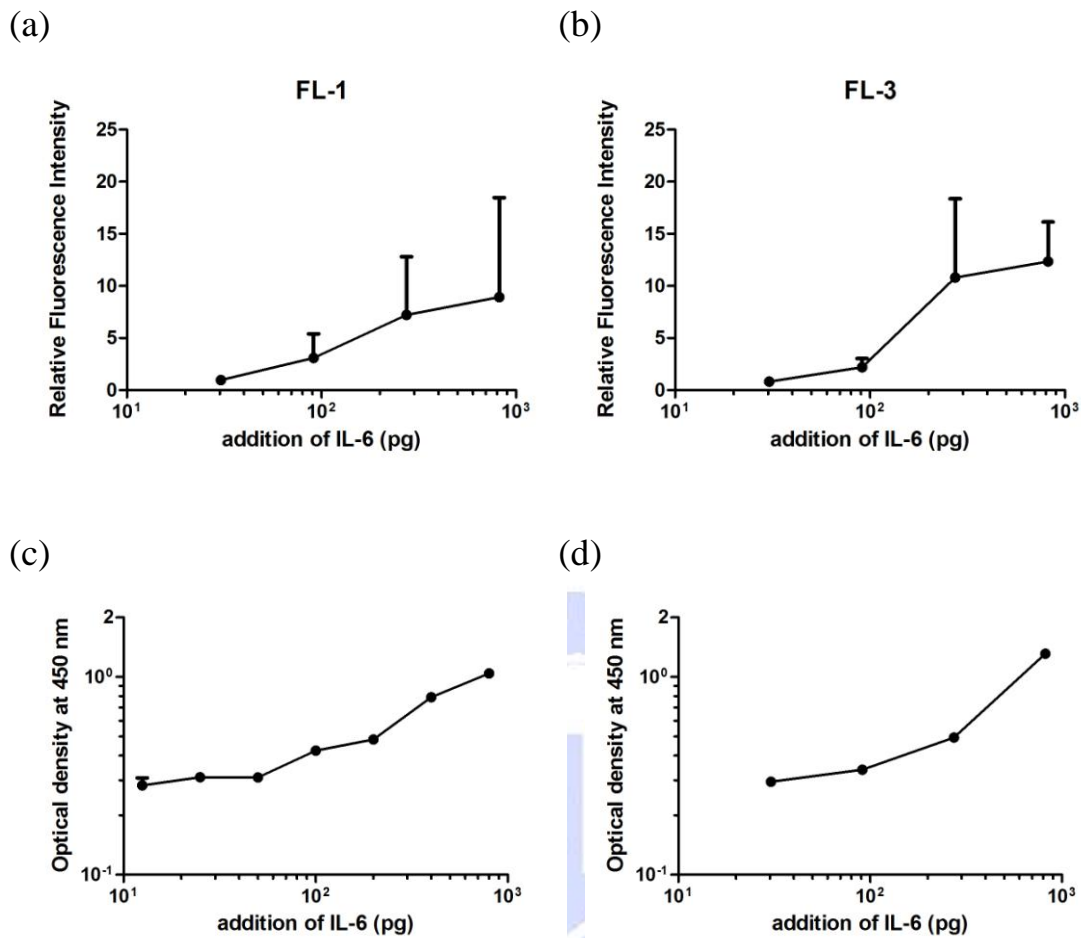 (a)
FL-1
Relative Fluorescence Intensity
25
20
15
10
5
0
10¹
10²
10³
addition of IL-6 (pg)
(b)
FL-3
Relative Fluorescence Intensity
25
20
15
10
5
0
10¹
10²
10³
addition of IL-6 (pg)
(c)
Optical density at 450 nm
2
10⁰
10⁻¹
10¹
10²
10³
addition of IL-6 (pg)
(d)
Optical density at 450 nm
2
10⁰
10⁻¹
10¹
10²
10³
addition of IL-6 (pg)